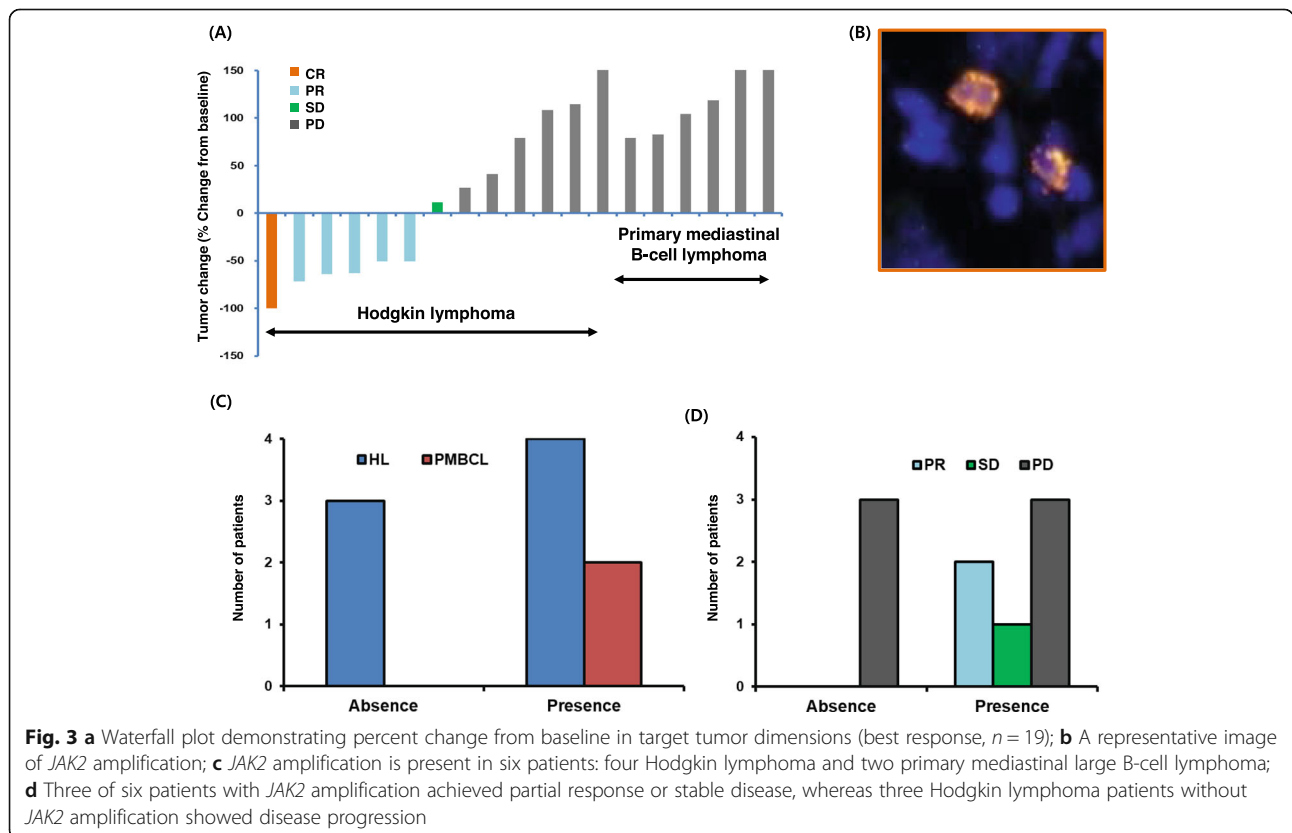 (A)
CR
PR
SD
PD
150
100
50
0
-50
-100
-150
Tumor change (% Change from baseline)
Primary mediastinal
B-cell lymphoma
Hodgkin lymphoma
(B)
(C)
HL PMBCL
4
3
2
1
0
Number of patients
Absence Presence
(D)
PR SD PD
4
3
2
1
0
Number of patients
Absence Presence
Fig. 3 a Waterfall plot demonstrating percent change from baseline in target tumor dimensions (best response, n = 19); b A representative image
of JAK2 amplification; c JAK2 amplification is present in six patients: four Hodgkin lymphoma and two primary mediastinal large B-cell lymphoma;
d Three of six patients with JAK2 amplification achieved partial response or stable disease, whereas three Hodgkin lymphoma patients without
JAK2 amplification showed disease progression